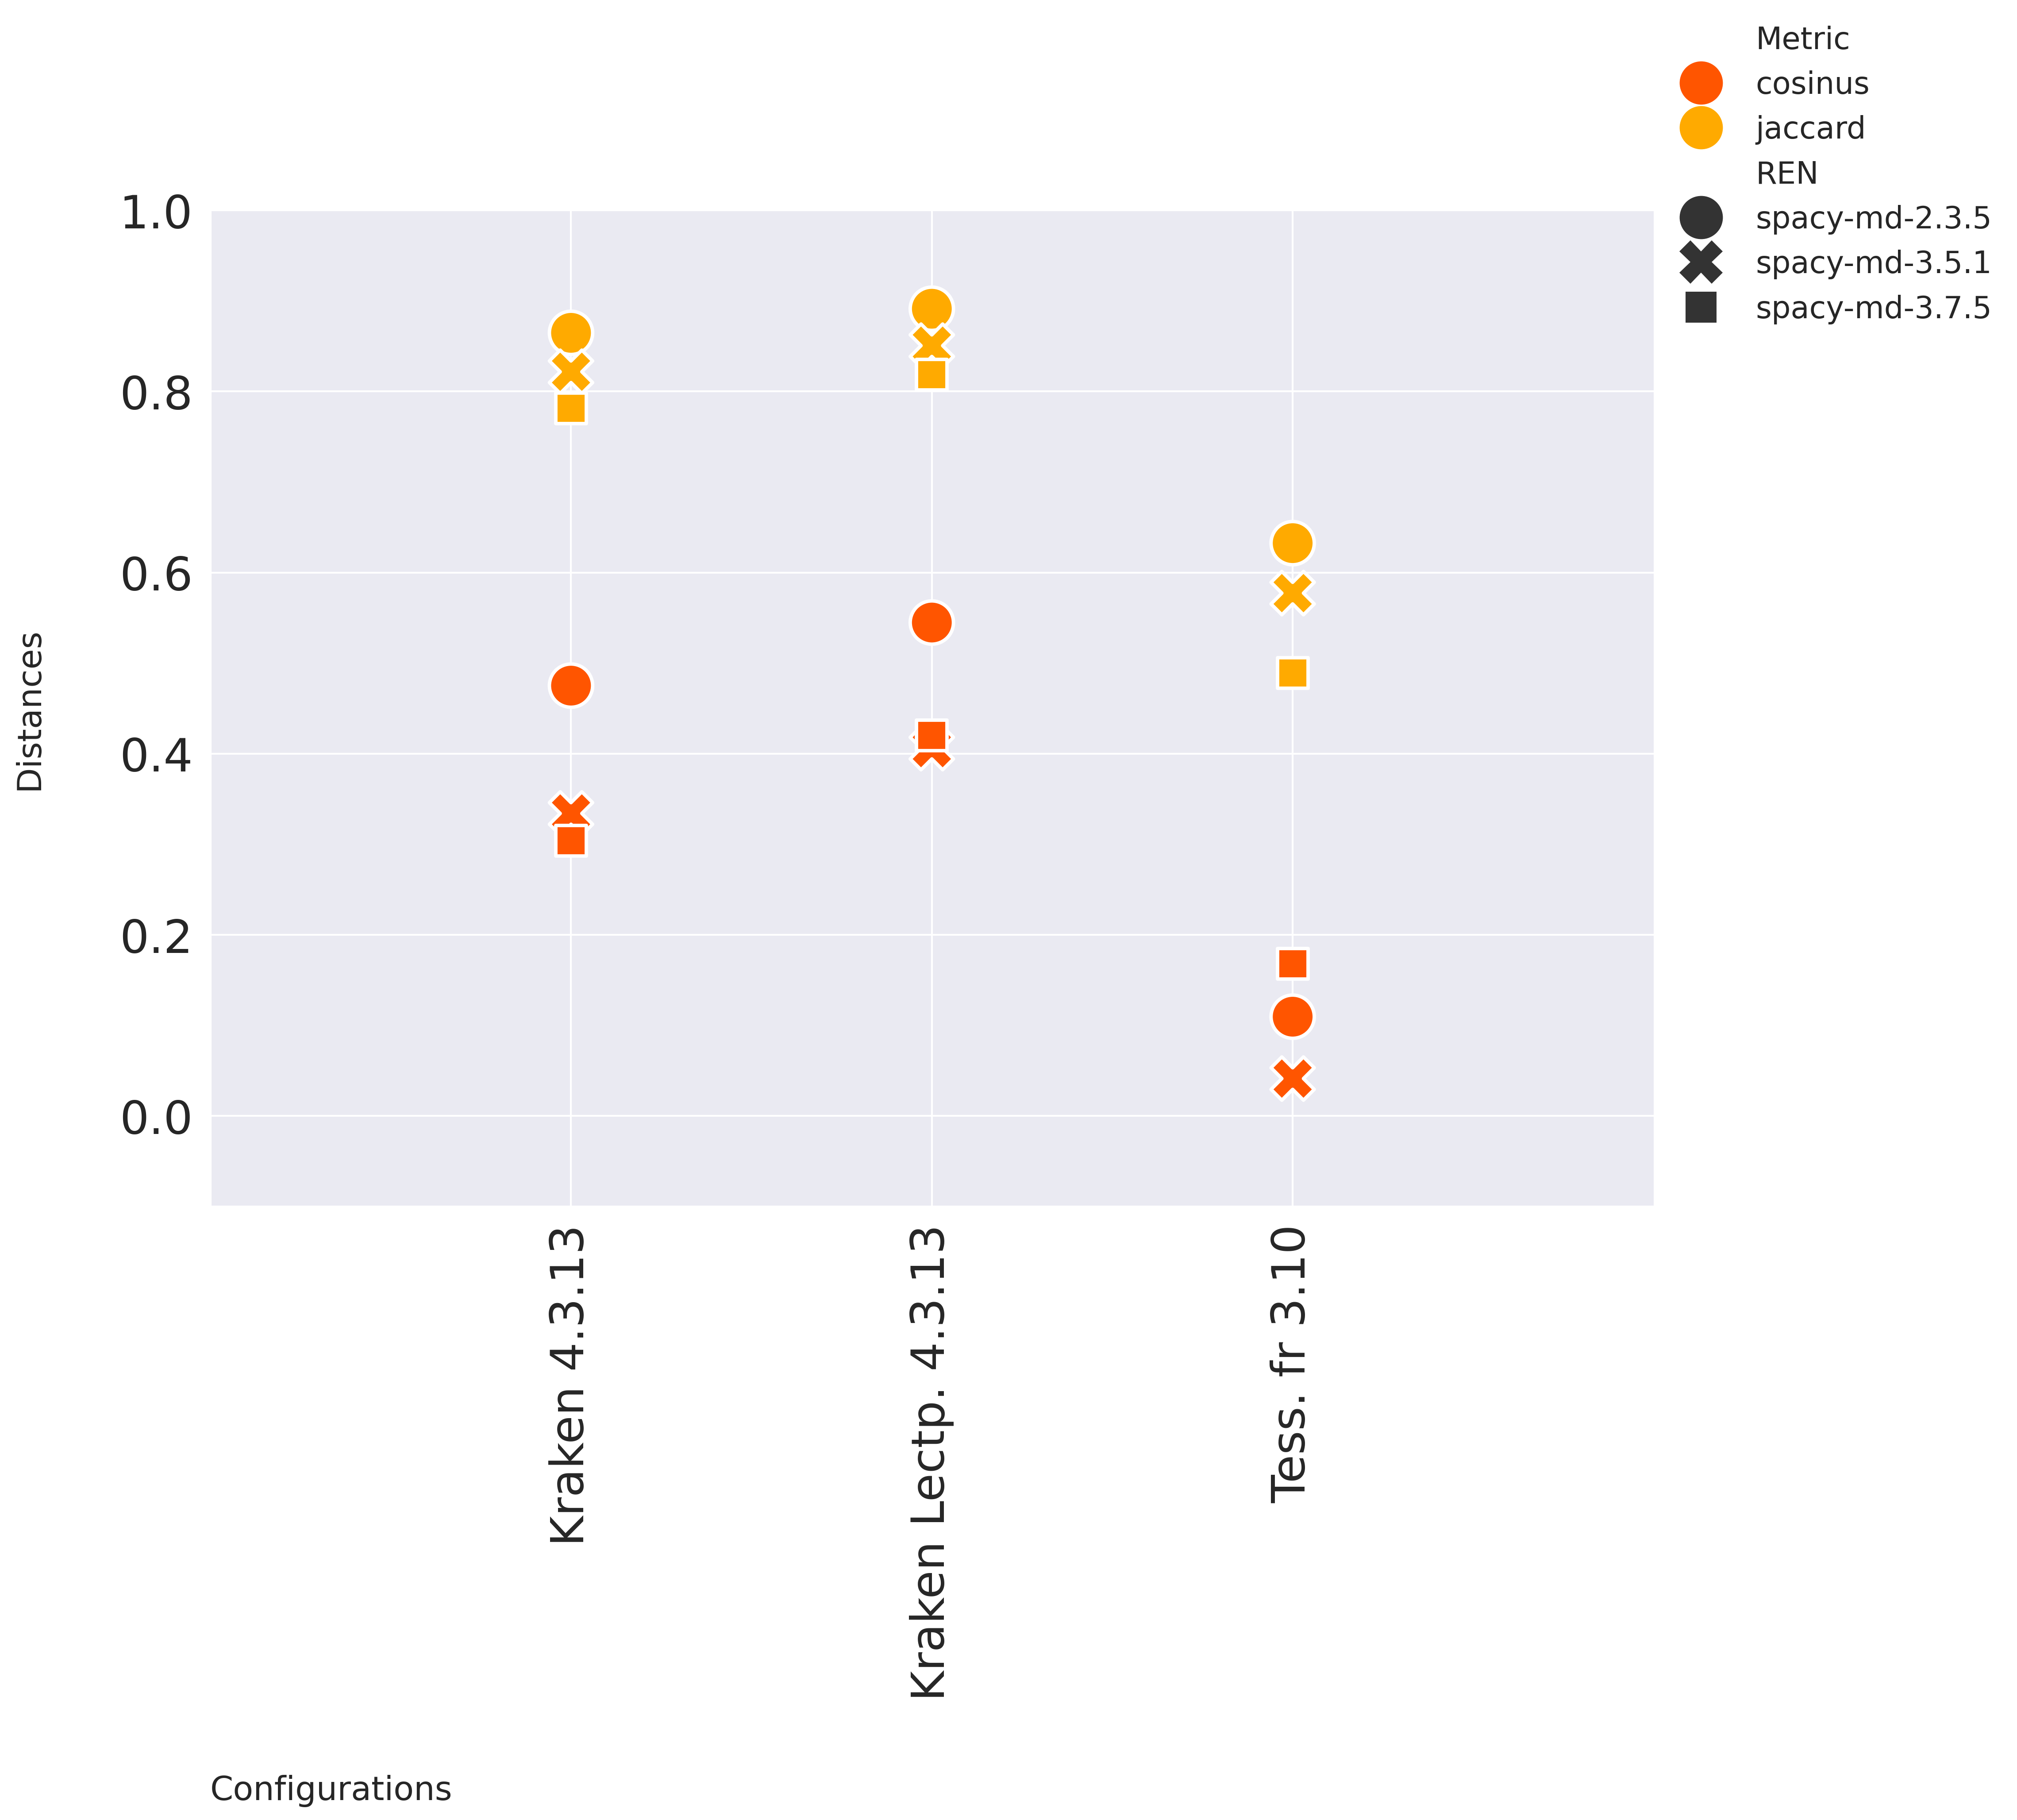 Metric
cosinus
jaccard
REN
spacy-md-2.3.5
spacy-md-3.5.1
spacy-md-3.7.5
1.0
0.8
0.6
0.4
0.2
0.0
Distances
Kraken 4.3.13
Kraken Lectp. 4.3.13
Tess. fr 3.10
Configurations